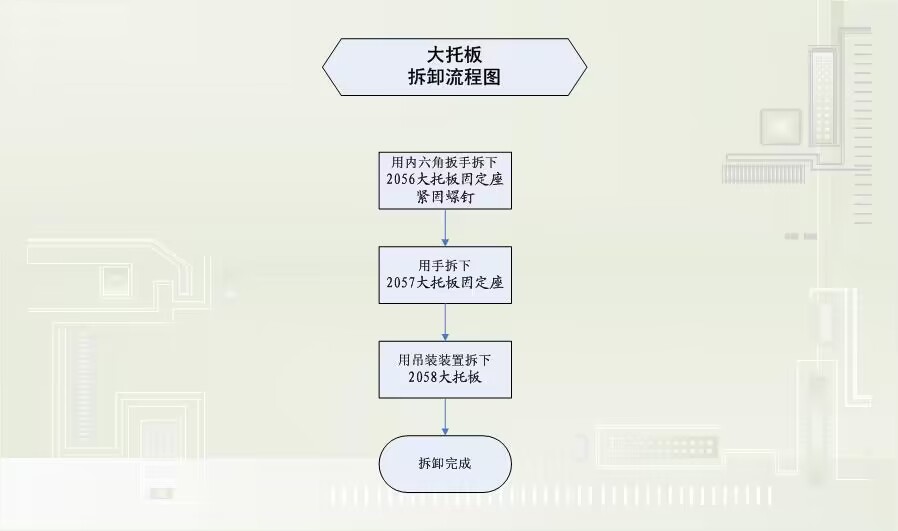 大托板
拆卸流程图
用内六角扳手拆下
2056大托板固定座
紧固螺钉
用手拆下
2057大托板固定座
用吊装装置拆下
2058大托板
拆卸完成